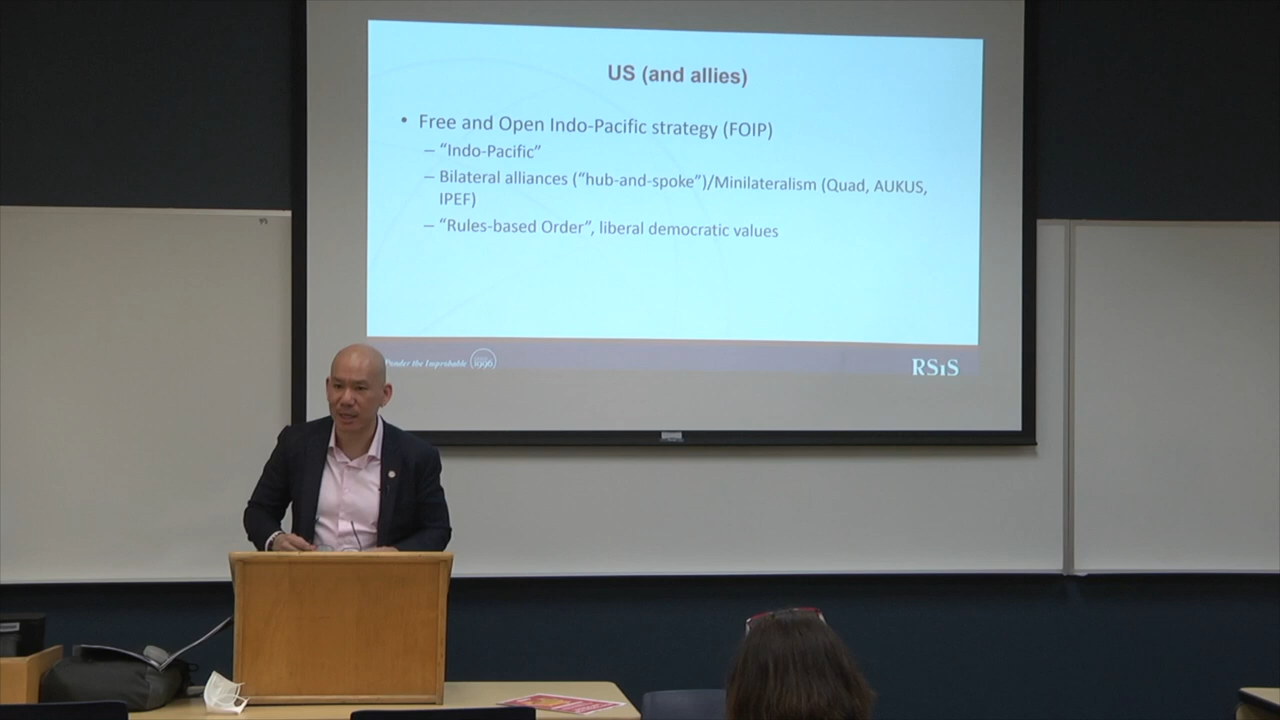 US (and allies)
• Free and Open Indo-Pacific strategy (FOIP)
– “Indo-Pacific”
– Bilateral alliances (“hub-and-spoke”)/Minilateralism (Quad, AUKUS,
IPEF)
– “Rules-based Order”, liberal democratic values
Ponder the Improbable
1996
RSiS